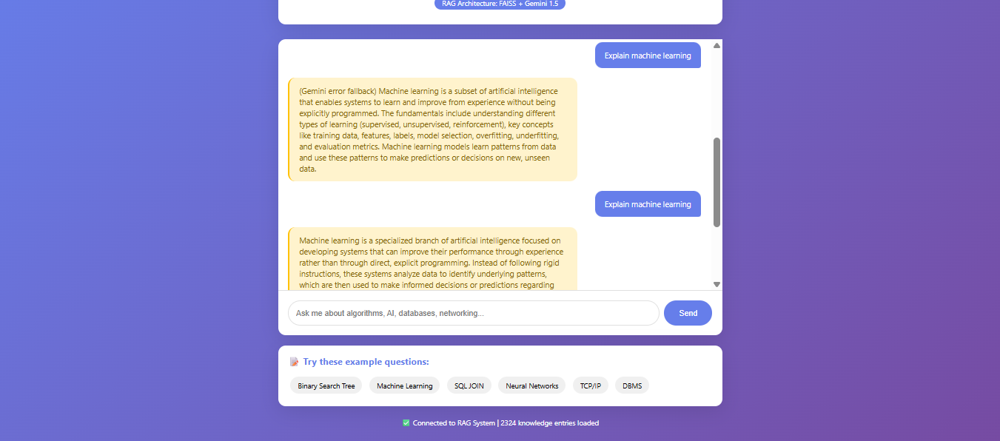 RAG Architecture: FAISS + Gemini 1.5
Explain machine learning
(Gemini error fallback) Machine learning is a subset of artificial intelligence
that enables systems to learn and improve from experience without being
explicitly programmed. The fundamentals include understanding different
types of learning (supervised, unsupervised, reinforcement), key concepts
like training data, features, labels, model selection, overfitting, underfitting,
and evaluation metrics. Machine learning models learn patterns from data
and use these patterns to make predictions or decisions on new, unseen
data.
Explain machine learning
Machine learning is a specialized branch of artificial intelligence focused on
developing systems that can improve their performance through experience
rather than through direct, explicit programming. Instead of following rigid
instructions, these systems analyze data to identify underlying patterns,
which are then used to make informed decisions or predictions regarding
Ask me about algorithms, AI, databases, networking...
Send
📝 Try these example questions:
Binary Search Tree
Machine Learning
SQL JOIN
Neural Networks
TCP/IP
DBMS
✅ Connected to RAG System | 2324 knowledge entries loaded